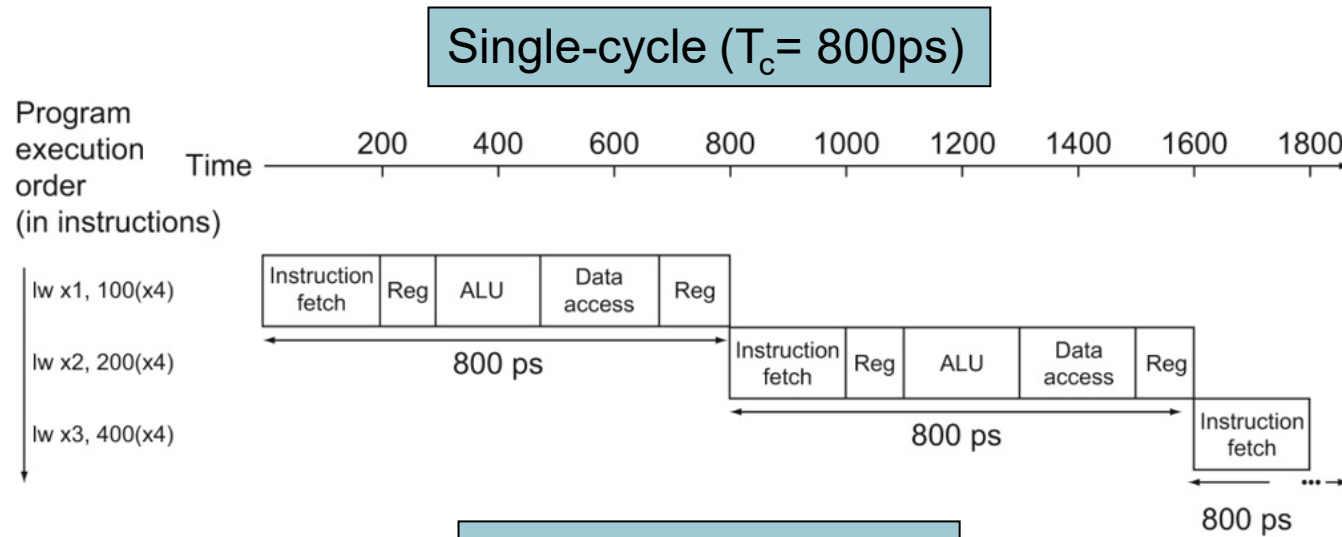 Single-cycle (Tc= 800ps)
Program
execution
order
(in instructions)
Time
200 400 600 800 1000 1200 1400 1600 1800
lw x1, 100(x4)
Instruction
fetch
Reg
ALU
Data
access
Reg
800 ps
lw x2, 200(x4)
Instruction
fetch
Reg
ALU
Data
access
Reg
800 ps
lw x3, 400(x4)
Instruction
fetch
800 ps